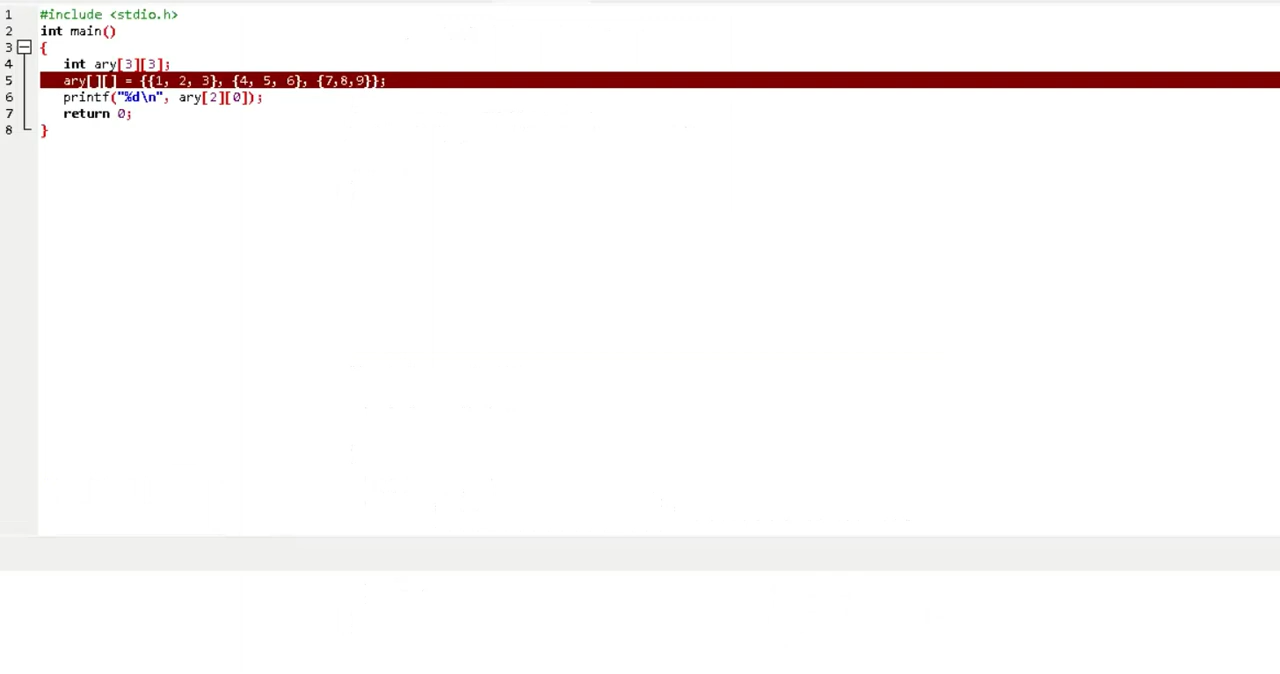 1 #include <stdio.h>
2 int main()
3 {
4 int ary[3][3];
5 ary[][] = {{1, 2, 3}, {4, 5, 6}, {7,8,9}};
6 printf("%d\n", ary[2][0]);
7 return 0;
8 }